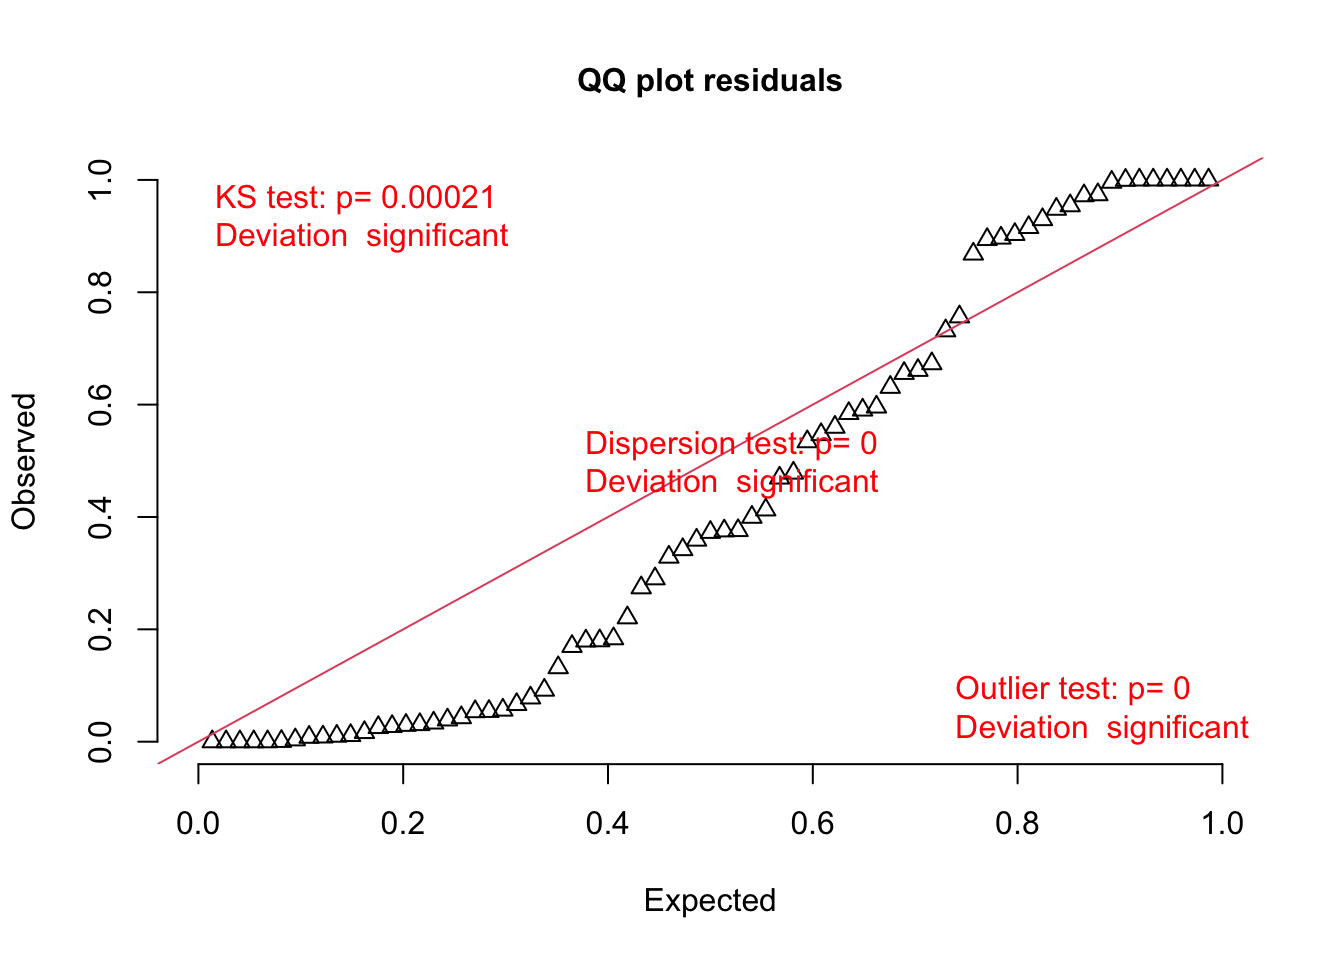 QQ plot residuals
KS test: p= 0.00021
Deviation  significant
Dispersion test: p= 0
Deviation  significant
Outlier test: p= 0
Deviation  significant
Observed
1.0
0.8
0.6
0.4
0.2
0.0
0.0 0.2 0.4 0.6 0.8 1.0
Expected